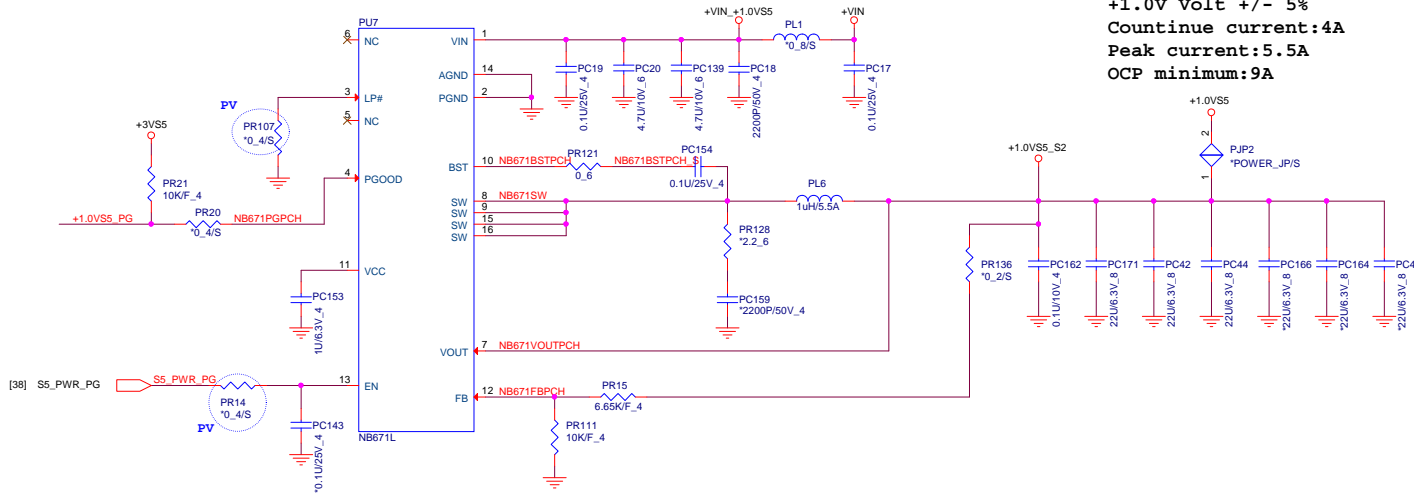 +1.0V Volt +/- 5%
Countinue current:4A
Peak current:5.5A
OCP minimum:9A
+VIN_+1.0VS5
+VIN
PL1
*0_8/S
PU7
6
NC
VIN
1
AGND
14
PGND
2
3
LP#
5
NC
PV
PR107
*0_4/S
+3VS5
PR21
10K/F_4
4
PGOOD
+1.0VS5_PG
PR20
*0_4/S
NB671PGPCH
PC19
0.1U/25V_4
PC20
4.7U/10V_6
PC139
4.7U/10V_6
PC18
2200P/50V_4
PC17
0.1U/25V_4
BST
10
NB671BSTPCH
PR121
0_6
NB671BSTPCH_S
PC154
0.1U/25V_4
SW
8
NB671SW
SW
9
SW
15
SW
16
PL6
1uH/5.5A
PR128
*2.2_6
PC159
*2200P/50V_4
+1.0VS5_S2
+1.0VS5
2
PJP2
*POWER_JP/S
1
PR136
*0_2/S
PC162
0.1U/10V_4
PC171
22U/6.3V_8
PC42
22U/6.3V_8
PC44
22U/6.3V_8
PC166
*22U/6.3V_8
PC164
*22U/6.3V_8
PC4
*22U/6.3V_8
11
VCC
PC153
1U/6.3V_4
VOUT
7
NB671VOUTPCH
[38]
S5_PWR_PG
S5_PWR_PG
PR14
*0_4/S
PV
13
EN
PC143
*0.1U/25V_4
FB
12
NB671FBPCH
PR15
6.65K/F_4
PR111
10K/F_4
NB671L